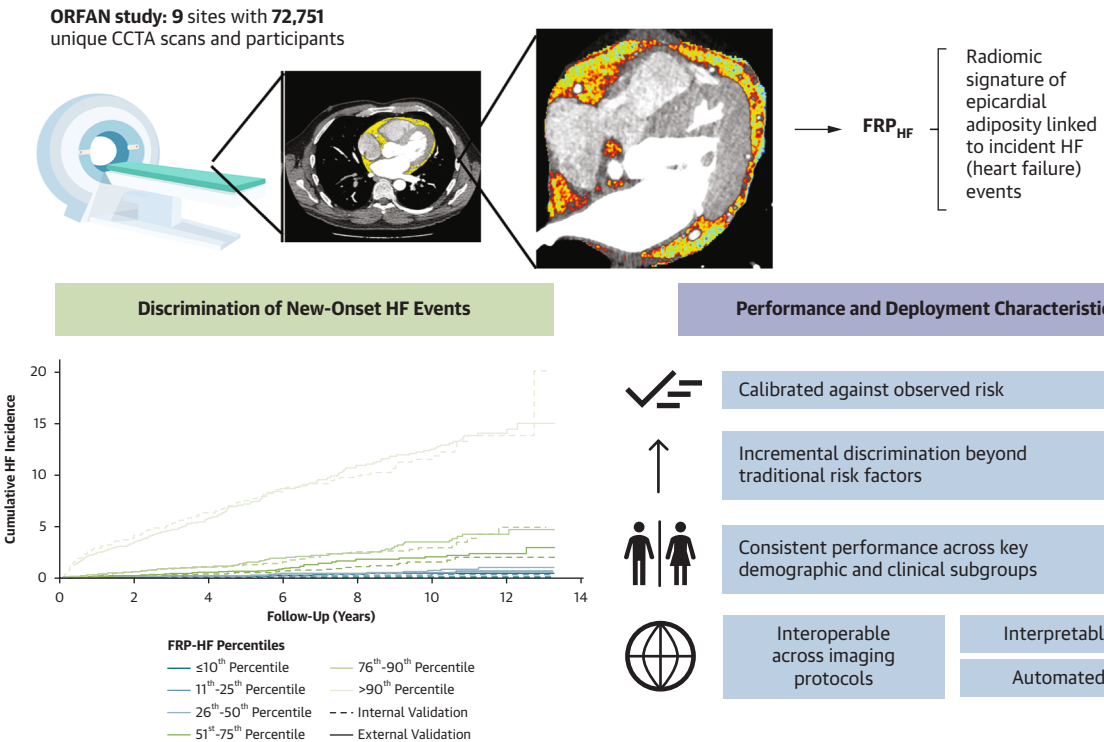 ORFAN study: 9 sites with 72,751
unique CCTA scans and participants
FRP_HF
Radiomic
signature of
epicardial
adiposity linked
to incident HF
(heart failure)
events
Discrimination of New-Onset HF Events
Cumulative HF Incidence
20
15
10
5
0
0 2 4 6 8 10 12 14
Follow-Up (Years)
FRP-HF Percentiles
≤10th Percentile
11th-25th Percentile
26th-50th Percentile
51st-75th Percentile
76th-90th Percentile
>90th Percentile
Internal Validation
External Validation
Performance and Deployment Characteristic
Calibrated against observed risk
Incremental discrimination beyond
traditional risk factors
Consistent performance across key
demographic and clinical subgroups
Interoperable
across imaging
protocols
Interpretabl
Automated